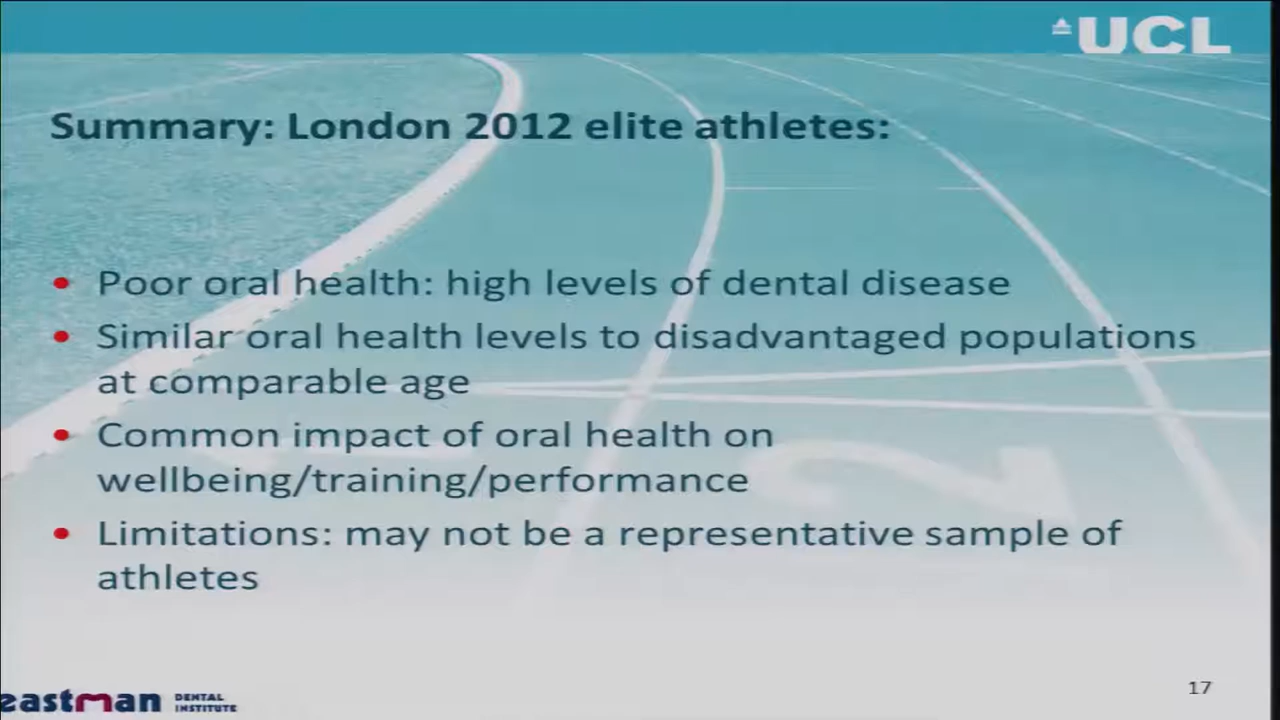 UCL
Summary: London 2012 elite athletes:
• Poor oral health: high levels of dental disease
• Similar oral health levels to disadvantaged populations
at comparable age
• Common impact of oral health on
wellbeing/training/performance
• Limitations: may not be a representative sample of
athletes
eastman DENTAL
INSTITUTE
17